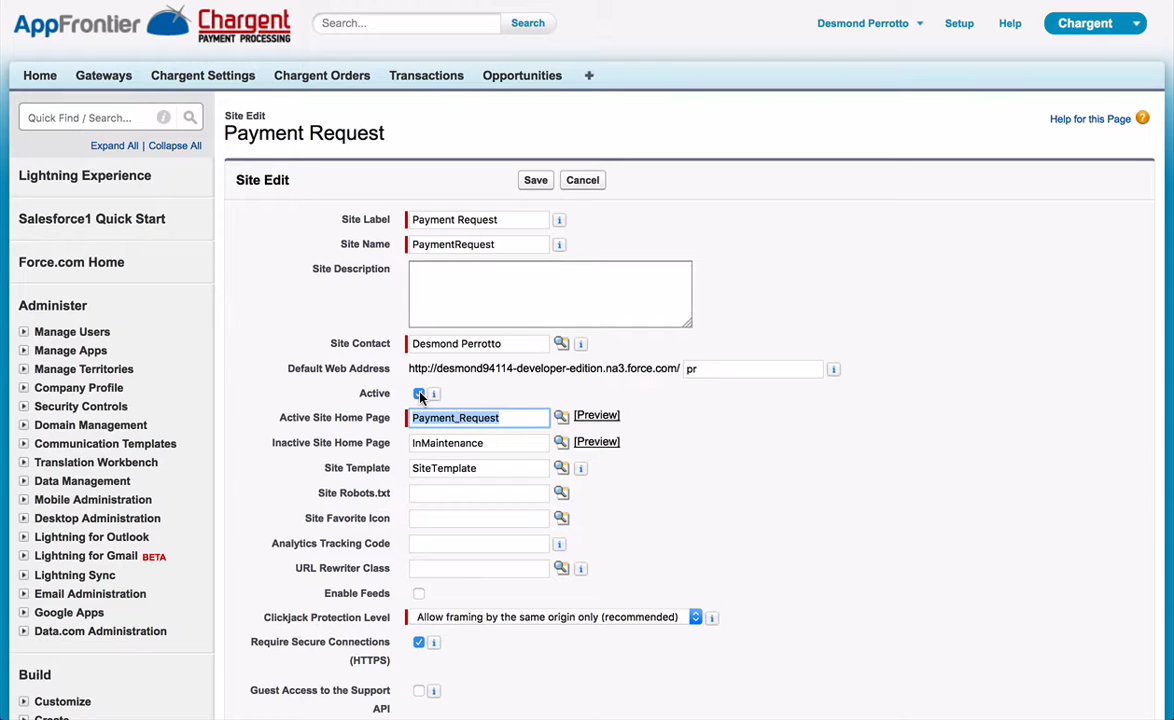 AppFrontier
Chargent
PAYMENT PROCESSING
Search...
Search
Desmond Perrotto
Setup
Help
Chargent
Home
Gateways
Chargent Settings
Chargent Orders
Transactions
Opportunities
Quick Find / Search...
Expand All | Collapse All
Lightning Experience
Salesforce1 Quick Start
Force.com Home
Administer
Manage Users
Manage Apps
Manage Territories
Company Profile
Security Controls
Domain Management
Communication Templates
Translation Workbench
Data Management
Mobile Administration
Desktop Administration
Lightning for Outlook
Lightning for Gmail BETA
Lightning Sync
Email Administration
Google Apps
Data.com Administration
Build
Customize
Create
Site Edit
Payment Request
Help for this Page
Site Edit
Save
Cancel
Site Label Payment Request
Site Name PaymentRequest
Site Description
Site Contact Desmond Perrotto
Default Web Address http://desmond94114-developer-edition.na3.force.com/ pr
Active
Active Site Home Page Payment_Request [Preview]
Inactive Site Home Page InMaintenance [Preview]
Site Template SiteTemplate
Site Robots.txt
Site Favorite Icon
Analytics Tracking Code
URL Rewriter Class
Enable Feeds
Clickjack Protection Level Allow framing by the same origin only (recommended)
Require Secure Connections
(HTTPS)
Guest Access to the Support
API